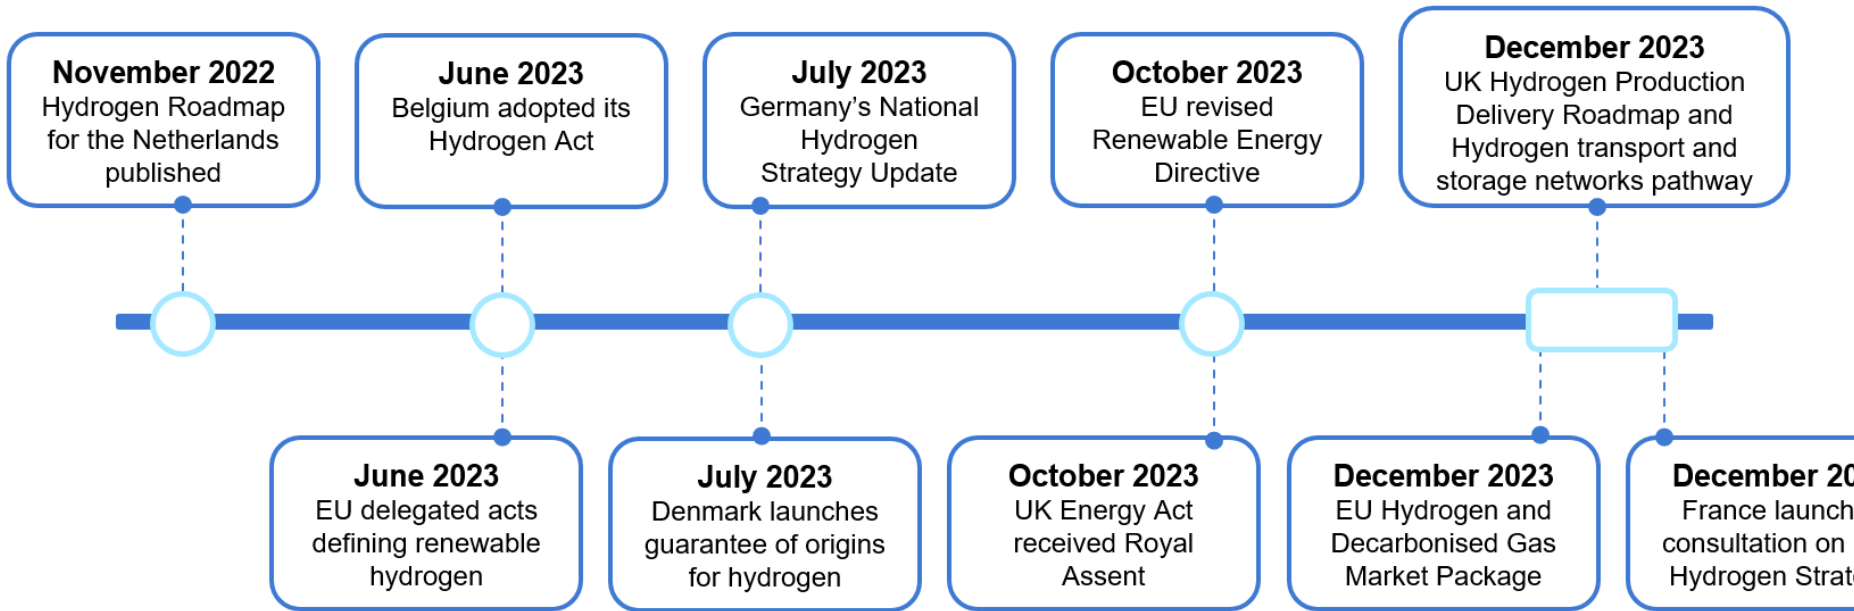 November 2022
Hydrogen Roadmap
for the Netherlands
published
June 2023
Belgium adopted its
Hydrogen Act
July 2023
Germany’s National
Hydrogen
Strategy Update
October 2023
EU revised
Renewable Energy
Directive
December 2023
UK Hydrogen Production
Delivery Roadmap and
Hydrogen transport and
storage networks pathway
June 2023
EU delegated acts
defining renewable
hydrogen
July 2023
Denmark launches
guarantee of origins
for hydrogen
October 2023
UK Energy Act
received Royal
Assent
December 2023
EU Hydrogen and
Decarbonised Gas
Market Package
December
France
consultation on
Hydrogen